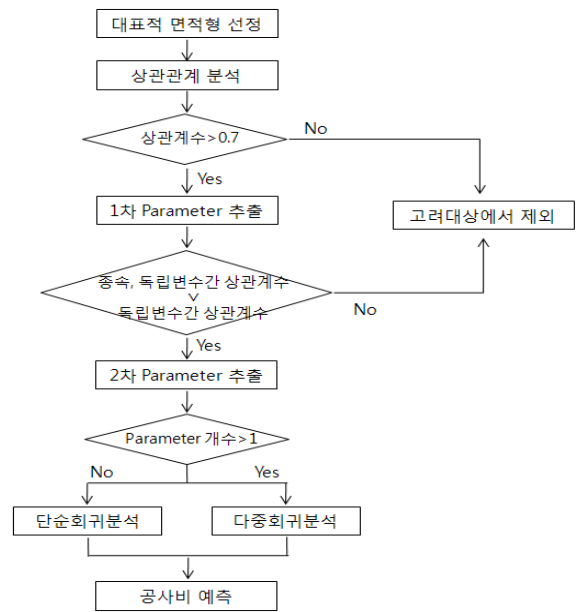 대표적 면적형 선정
상관관계 분석
상관계수>0.7
No
Yes
1차 Parameter 추출
고려대상에서 제외
종속, 독립변수간 상관계수
∨
독립변수간 상관계수
No
Yes
2차 Parameter 추출
Parameter 개수>1
No
Yes
단순회귀분석
다중회귀분석
공사비 예측